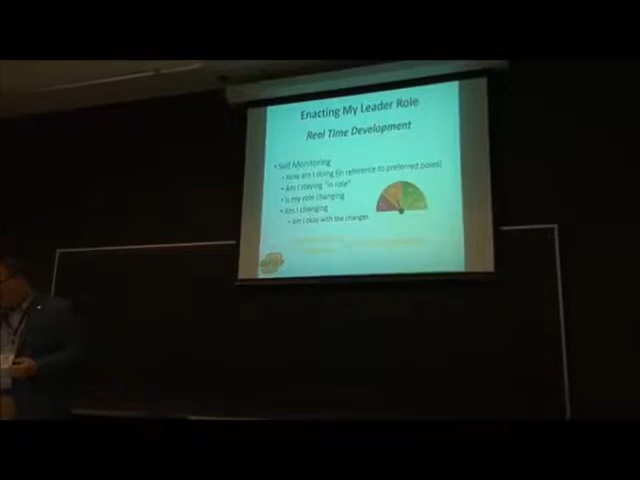 Enacting My Leader Role
Real Time Development
• Self Monitoring
• How am I doing (in reference to preferred poles)
• Am I staying "in role"
• Is my role changing
• Am I changing
• Am I okay with the changes